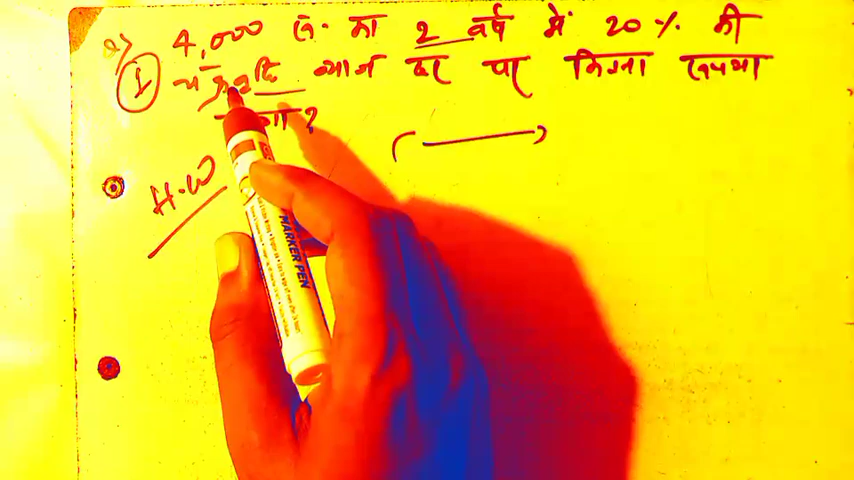 Q> 4,000 रु. का 2 वर्ष में 20% की
① चक्रवृद्धि ब्याज दर पर कितना रुपया
?
H.W
MARKER PEN